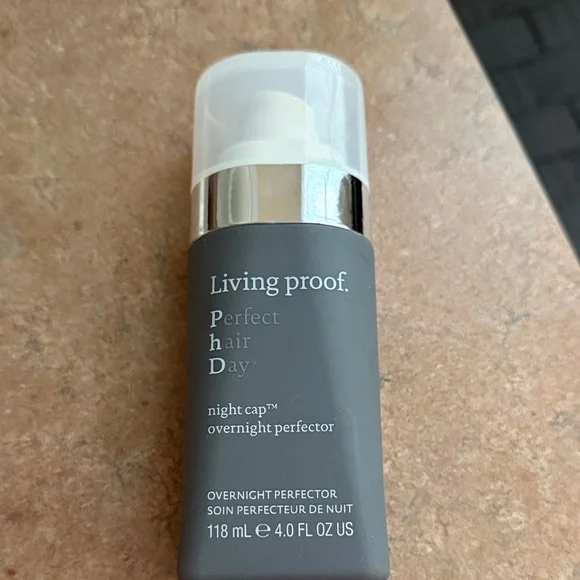 Living proof.
Perfect
hair
Day™
night cap™
overnight perfector
OVERNIGHT PERFECTOR
SOIN PERFECTEUR DE NUIT
118 mL ℮ 4.0 FL OZ US